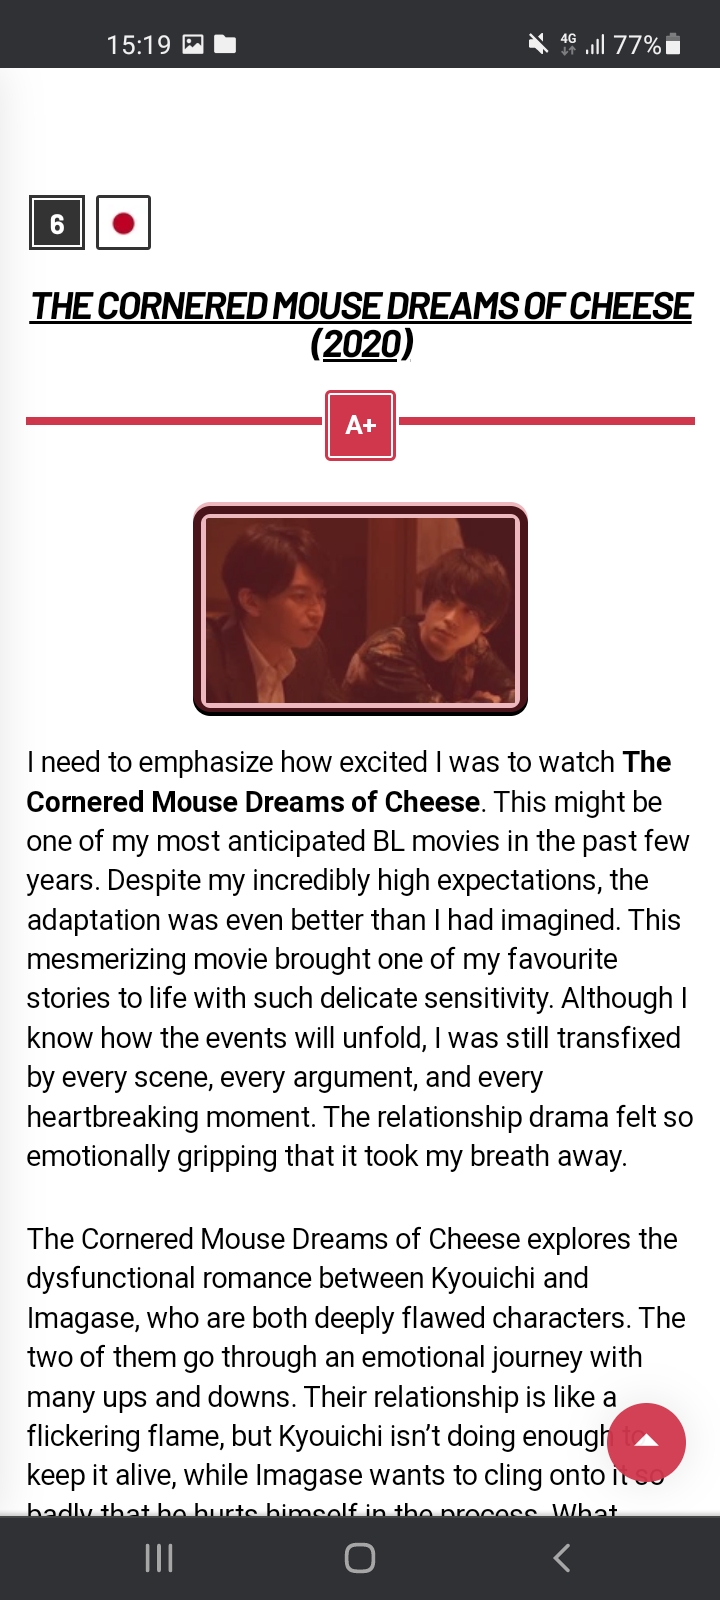 15:19 4G 77%
6
THE CORNERED MOUSE DREAMS OF CHEESE
(2020)
A+
I need to emphasize how excited I was to watch The
Cornered Mouse Dreams of Cheese. This might be
one of my most anticipated BL movies in the past few
years. Despite my incredibly high expectations, the
adaptation was even better than I had imagined. This
mesmerizing movie brought one of my favourite
stories to life with such delicate sensitivity. Although I
know how the events will unfold, I was still transfixed
by every scene, every argument, and every
heartbreaking moment. The relationship drama felt so
emotionally gripping that it took my breath away.
The Cornered Mouse Dreams of Cheese explores the
dysfunctional romance between Kyouichi and
Imagase, who are both deeply flawed characters. The
two of them go through an emotional journey with
many ups and downs. Their relationship is like a
flickering flame, but Kyouichi isn't doing enough to
keep it alive, while Imagase wants to cling onto it so
badly that he hurts himself in the process. What